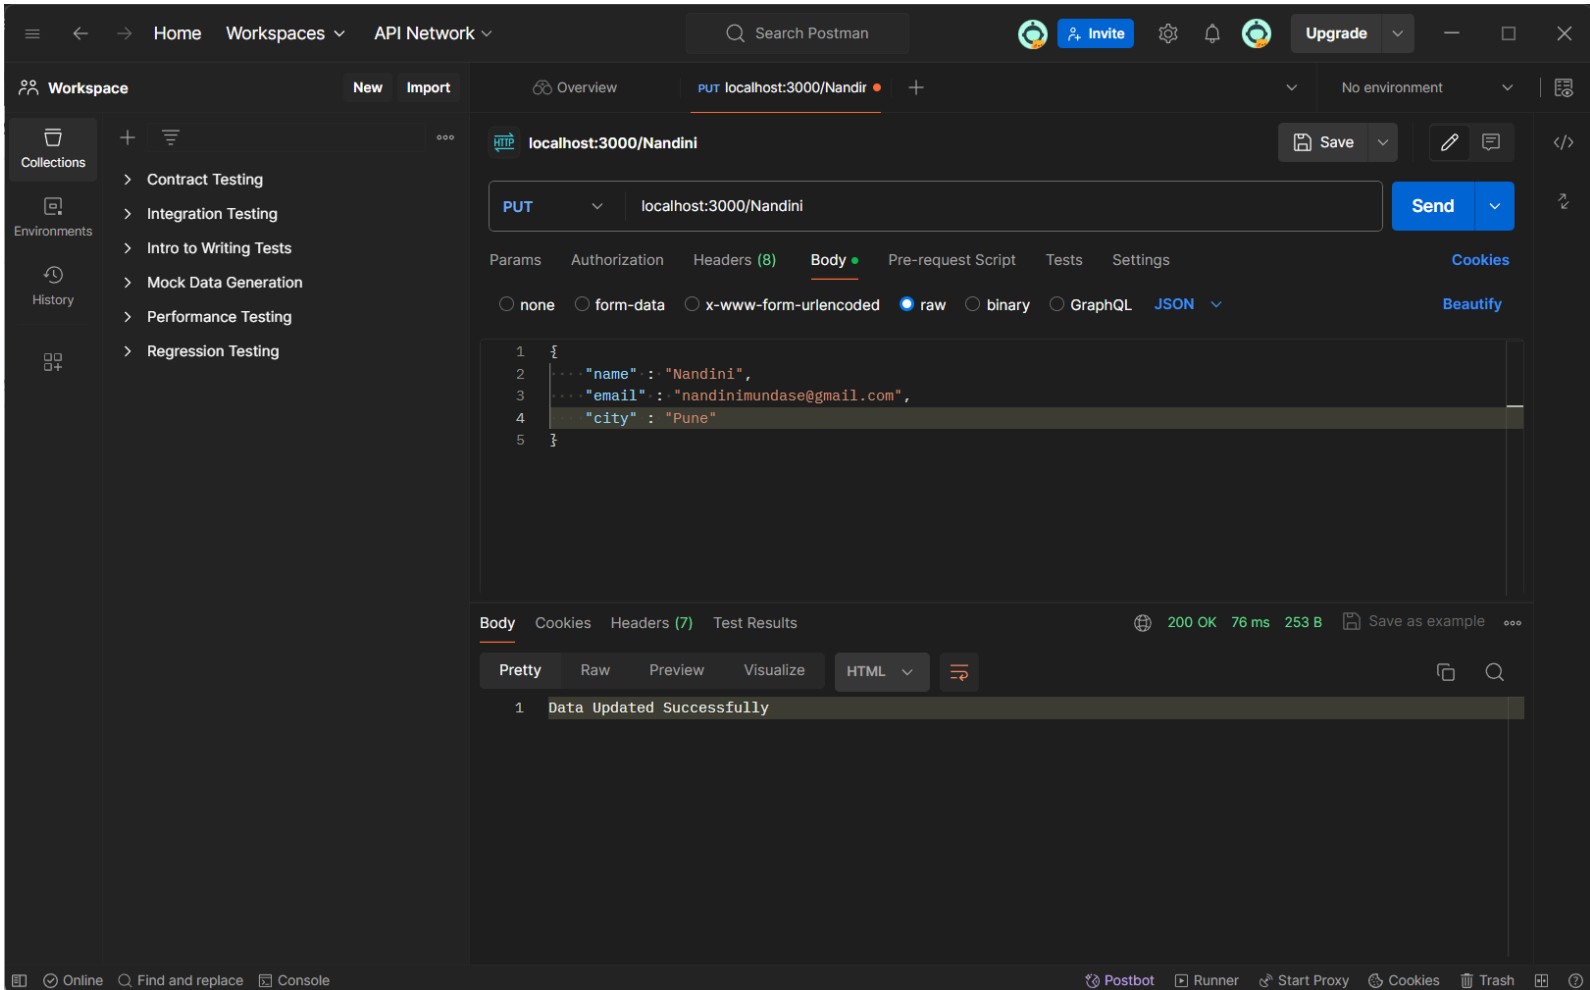 Home Workspaces API Network Search Postman Invite Upgrade
Workspace New Import Overview PUT localhost:3000/Nandir No environment
Collections
Environments
History
Contract Testing
Integration Testing
Intro to Writing Tests
Mock Data Generation
Performance Testing
Regression Testing
HTTP localhost:3000/Nandini Save
PUT localhost:3000/Nandini Send
Params Authorization Headers (8) Body Pre-request Script Tests Settings Cookies
none form-data x-www-form-urlencoded raw binary GraphQL JSON Beautify
1 {
2 "name" : "Nandini",
3 "email" : "nandinimundase@gmail.com",
4 "city" : "Pune"
5 }
Body Cookies Headers (7) Test Results 200 OK 76 ms 253 B Save as example
Pretty Raw Preview Visualize HTML
1 Data Updated Successfully
Online Find and replace Console Postbot Runner Start Proxy Cookies Trash